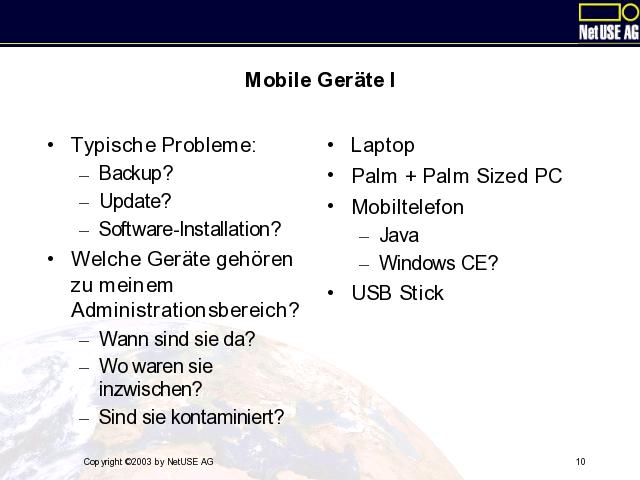 NetUSE AG
Mobile Geräte I
• Typische Probleme:
– Backup?
– Update?
– Software-Installation?
• Welche Geräte gehören
zu meinem
Administrationsbereich?
– Wann sind sie da?
– Wo waren sie
inzwischen?
– Sind sie kontaminiert?
• Laptop
• Palm + Palm Sized PC
• Mobiltelefon
– Java
– Windows CE?
• USB Stick
Copyright ©2003 by NetUSE AG
10